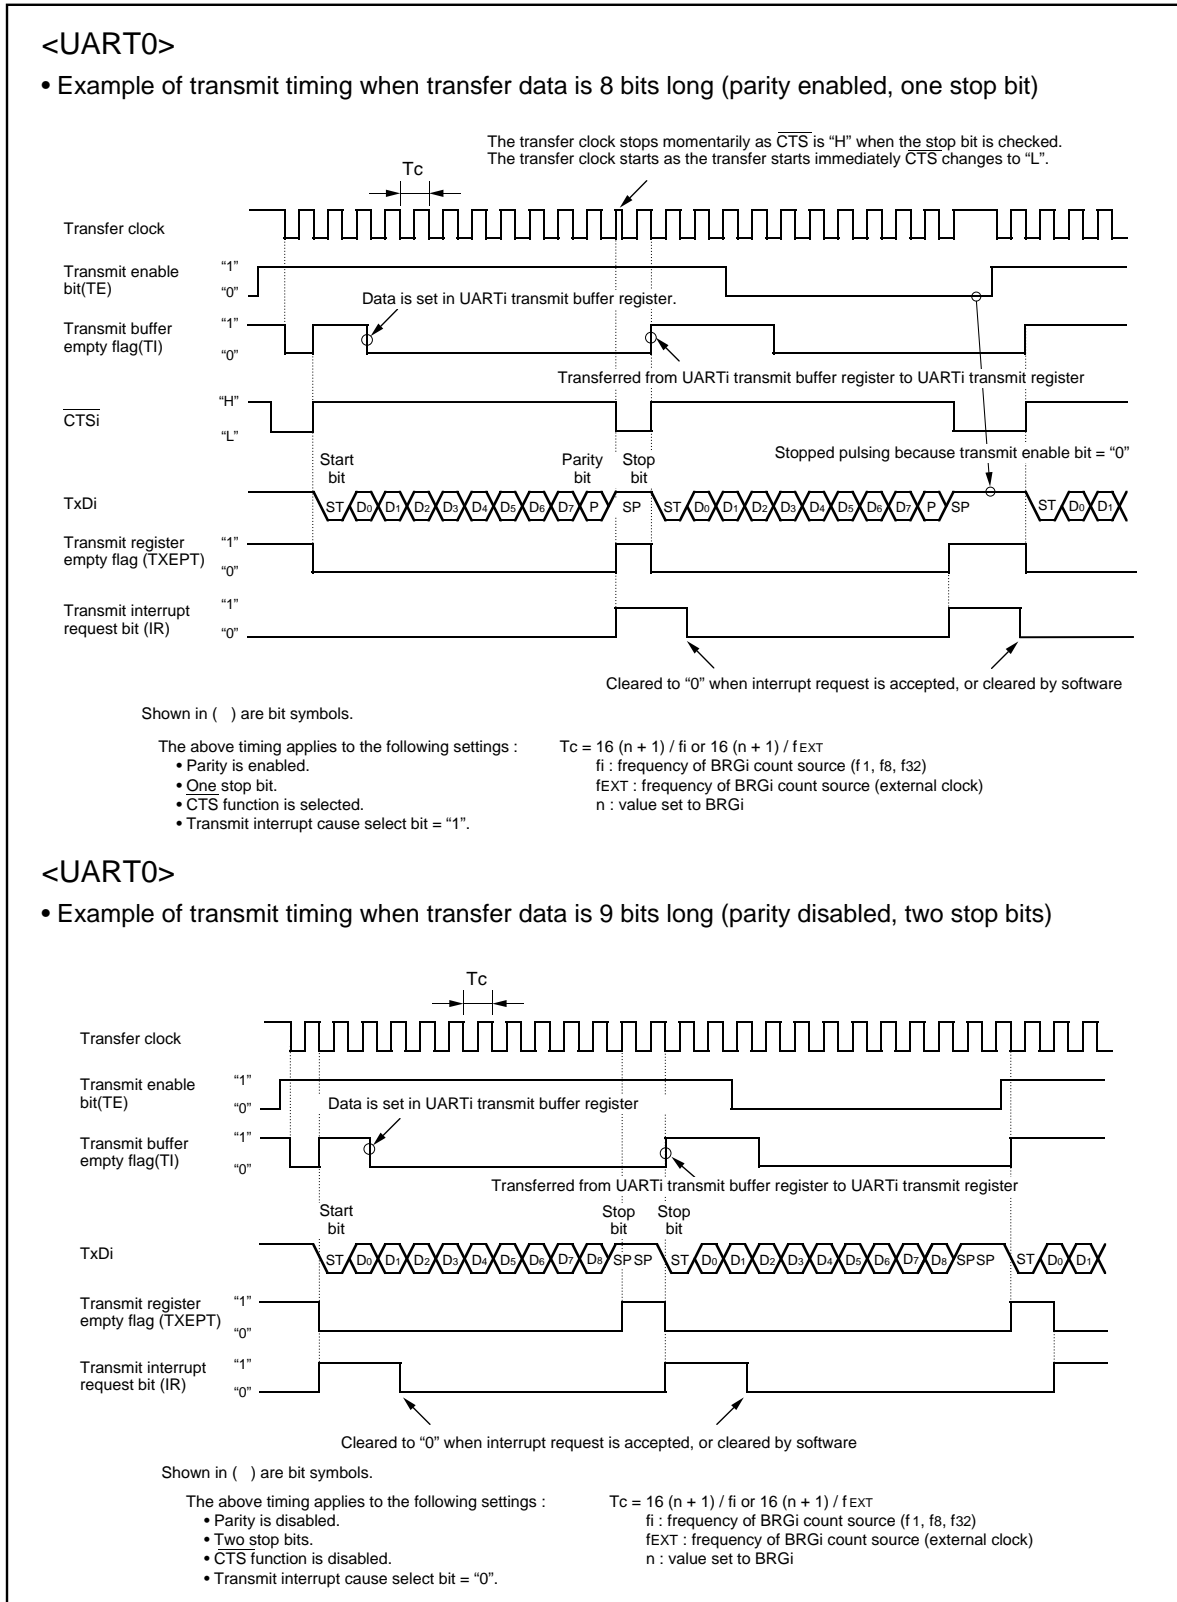 <UART0>
• Example of transmit timing when transfer data is 8 bits long (parity enabled, one stop bit)
The transfer clock stops momentarily as CTS is “H” when the stop bit is checked.
The transfer clock starts as the transfer starts immediately CTS changes to “L”.
Tc
Transfer clock
Transmit enable
bit(TE)
“1”
“0”
Data is set in UARTi transmit buffer register.
Transmit buffer
empty flag(TI)
“1”
“0”
Transferred from UARTi transmit buffer register to UARTi transmit register
CTSi
“H”
“L”
Stopped pulsing because transmit enable bit = “0”
Start
bit
Parity
bit
Stop
bit
TxDi
ST D0 D1 D2 D3 D4 D5 D6 D7 P SP ST D0 D1 D2 D3 D4 D5 D6 D7 P SP ST D0 D1
Transmit register
empty flag (TXEPT)
“1”
“0”
Transmit interrupt
request bit (IR)
“1”
“0”
Cleared to “0” when interrupt request is accepted, or cleared by software
Shown in ( ) are bit symbols.
The above timing applies to the following settings :
• Parity is enabled.
• One stop bit.
• CTS function is selected.
• Transmit interrupt cause select bit = “1”.
Tc = 16 (n + 1) / fi or 16 (n + 1) / fEXT
fi : frequency of BRGi count source (f1, f8, f32)
fEXT : frequency of BRGi count source (external clock)
n : value set to BRGi
<UART0>
• Example of transmit timing when transfer data is 9 bits long (parity disabled, two stop bits)
Tc
Transfer clock
Transmit enable
bit(TE)
“1”
“0”
Data is set in UARTi transmit buffer register
Transmit buffer
empty flag(TI)
“1”
“0”
Transferred from UARTi transmit buffer register to UARTi transmit register
Start
bit
Stop
bit
Stop
bit
TxDi
ST D0 D1 D2 D3 D4 D5 D6 D7 D8 SP SP ST D0 D1 D2 D3 D4 D5 D6 D7 D8 SPSP ST D0 D1
Transmit register
empty flag (TXEPT)
“1”
“0”
Transmit interrupt
request bit (IR)
“1”
“0”
Cleared to “0” when interrupt request is accepted, or cleared by software
Shown in ( ) are bit symbols.
The above timing applies to the following settings :
• Parity is disabled.
• Two stop bits.
• CTS function is disabled.
• Transmit interrupt cause select bit = “0”.
Tc = 16 (n + 1) / fi or 16 (n + 1) / fEXT
fi : frequency of BRGi count source (f1, f8, f32)
fEXT : frequency of BRGi count source (external clock)
n : value set to BRGi